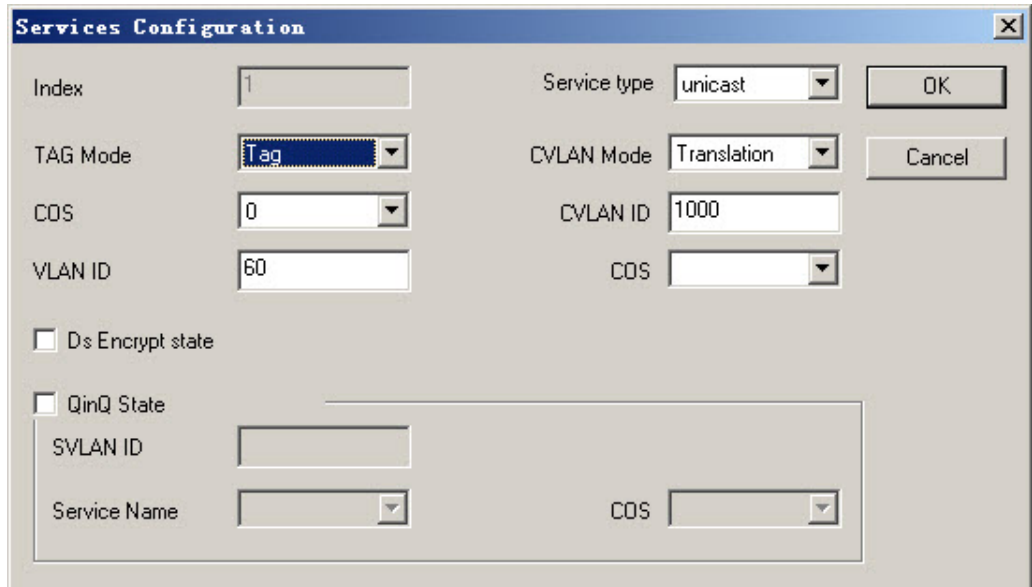 Services Configuration
Index 1 Service type unicast OK
TAG Mode Tag CVLAN Mode Translation Cancel
COS 0 CVLAN ID 1000
VLAN ID 60 COS
Ds Encrypt state
QinQ State
SVLAN ID
Service Name COS